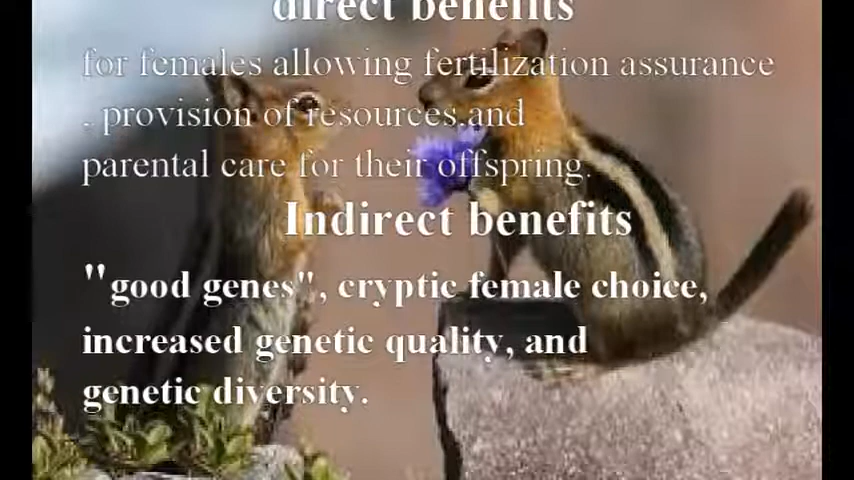 direct benefits
for females allowing fertilization assurance
, provision of resources,and
parental care for their offspring.
Indirect benefits
"good genes", cryptic female choice,
increased genetic quality, and
genetic diversity.